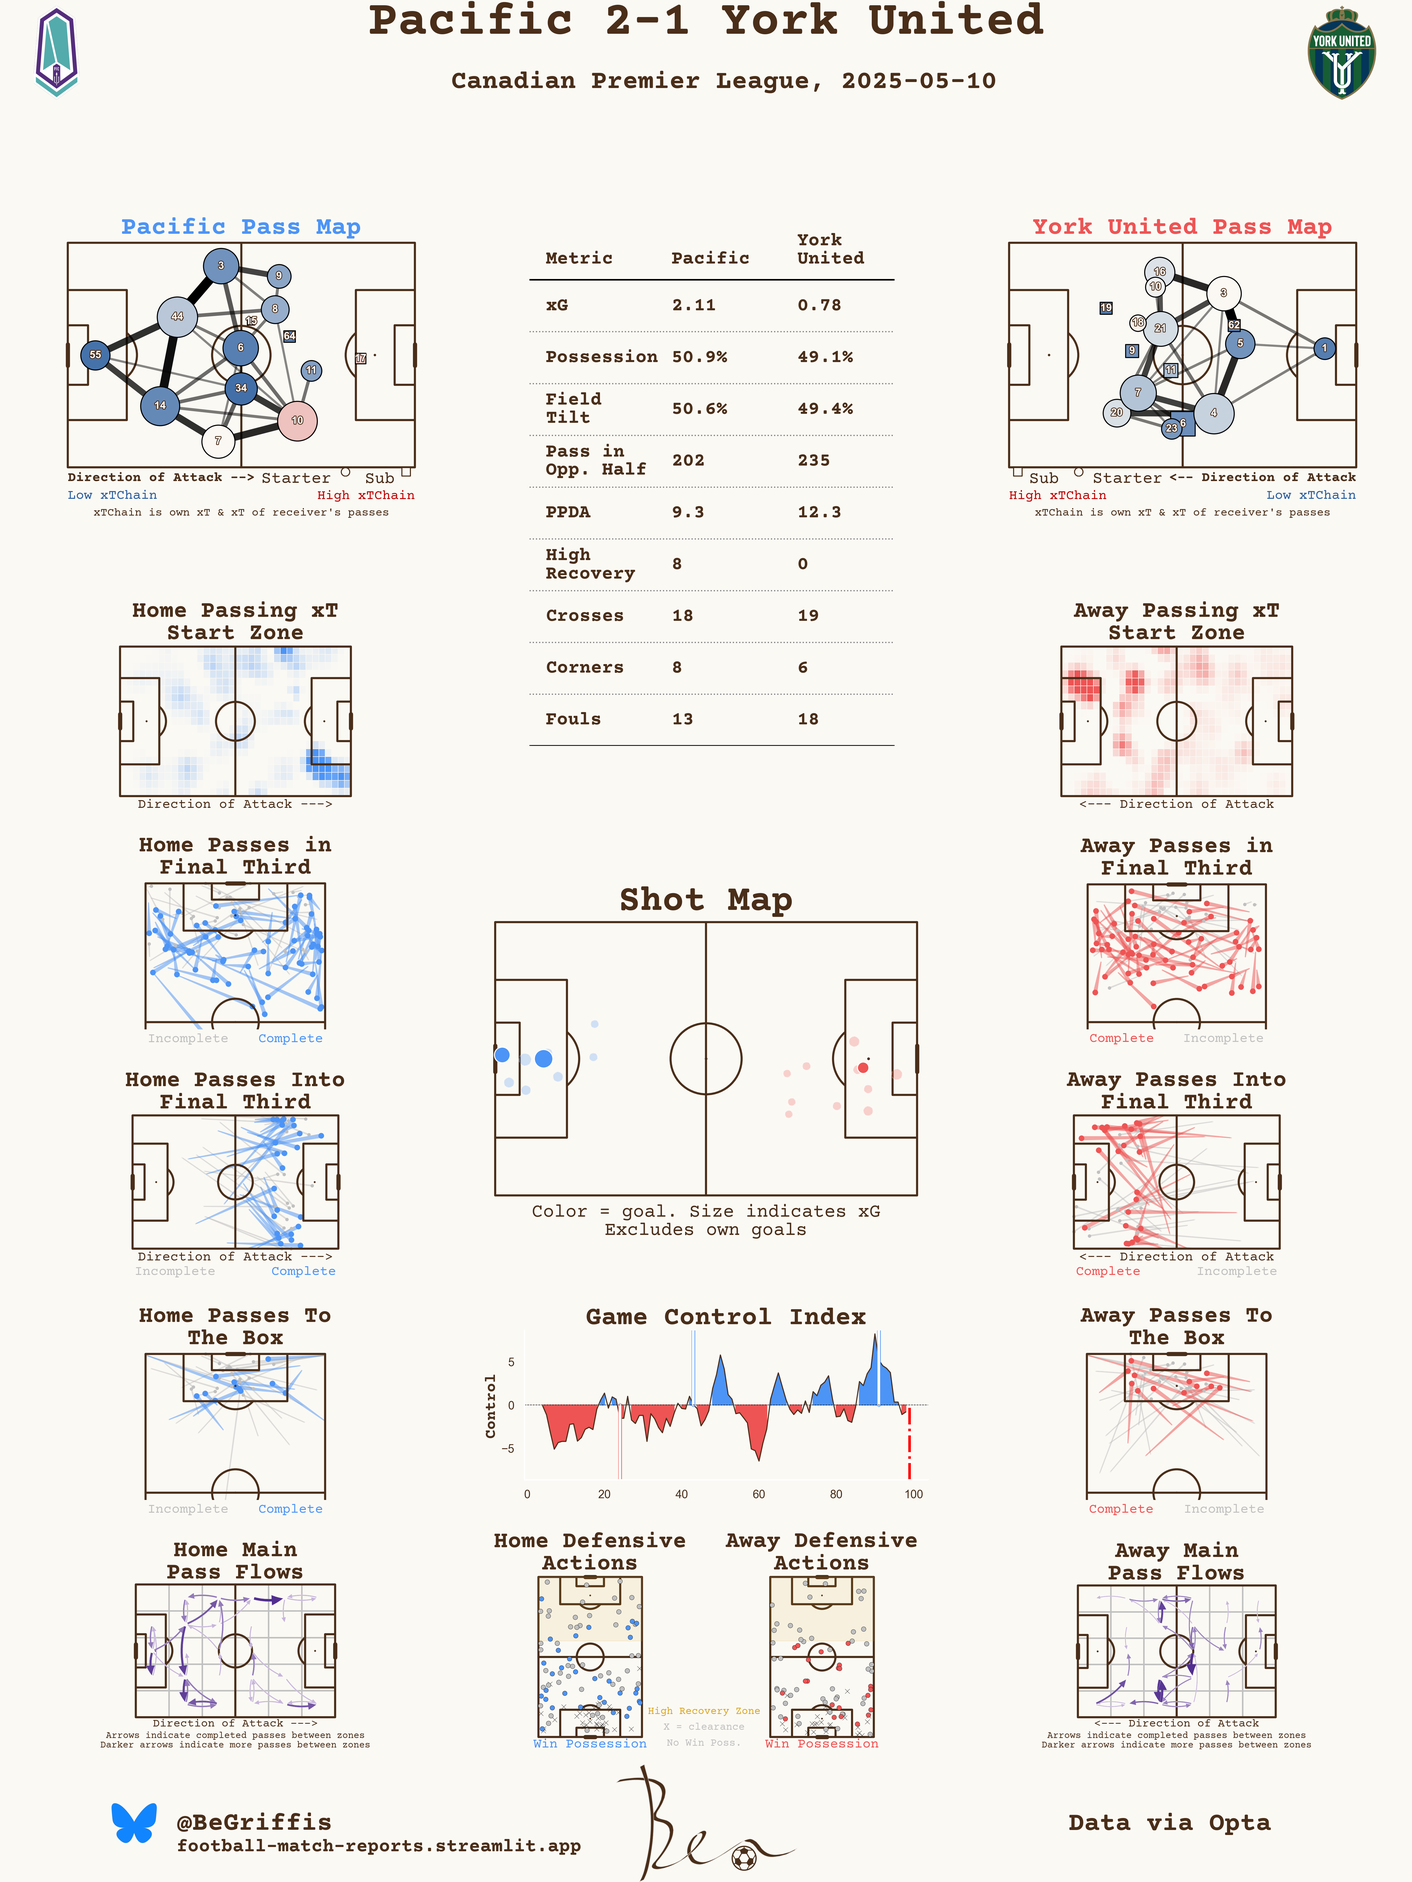 Pacific 2-1 York United
Canadian Premier League, 2025-05-10
YORK UNITED
Pacific Pass Map
3
9
8
44
15
64
6
55
17
11
34
14
10
7
Direction of Attack --> Starter Sub
Low xTChain High xTChain
xTChain is own xT & xT of receiver's passes
Metric Pacific York United
xG 2.11 0.78
Possession 50.9% 49.1%
Field Tilt 50.6% 49.4%
Pass in Opp. Half 202 235
PPDA 9.3 12.3
High Recovery 8 0
Crosses 18 19
Corners 8 6
Fouls 13 18
York United Pass Map
16
10
3
19
18
21
62
9
5
1
11
7
20
4
6
23
Sub Starter <-- Direction of Attack
High xTChain Low xTChain
xTChain is own xT & xT of receiver's passes
Home Passing xT
Start Zone
Direction of Attack --->
Away Passing xT
Start Zone
<--- Direction of Attack
Home Passes in
Final Third
Incomplete Complete
Away Passes in
Final Third
Complete Incomplete
Shot Map
Color = goal. Size indicates xG
Excludes own goals
Home Passes Into
Final Third
Direction of Attack --->
Incomplete Complete
Away Passes Into
Final Third
<--- Direction of Attack
Complete Incomplete
Home Passes To
The Box
Incomplete Complete
Game Control Index
Control
5
0
−5
0 20 40 60 80 100
Away Passes To
The Box
Complete Incomplete
Home Main
Pass Flows
Direction of Attack --->
Arrows indicate completed passes between zones
Darker arrows indicate more passes between zones
Home Defensive
Actions
Win Possession
High Recovery Zone
X = clearance
No Win Poss.
Away Defensive
Actions
Win Possession
Away Main
Pass Flows
<--- Direction of Attack
Arrows indicate completed passes between zones
Darker arrows indicate more passes between zones
@BeGriffis
football-match-reports.streamlit.app
Ben
Data via Opta